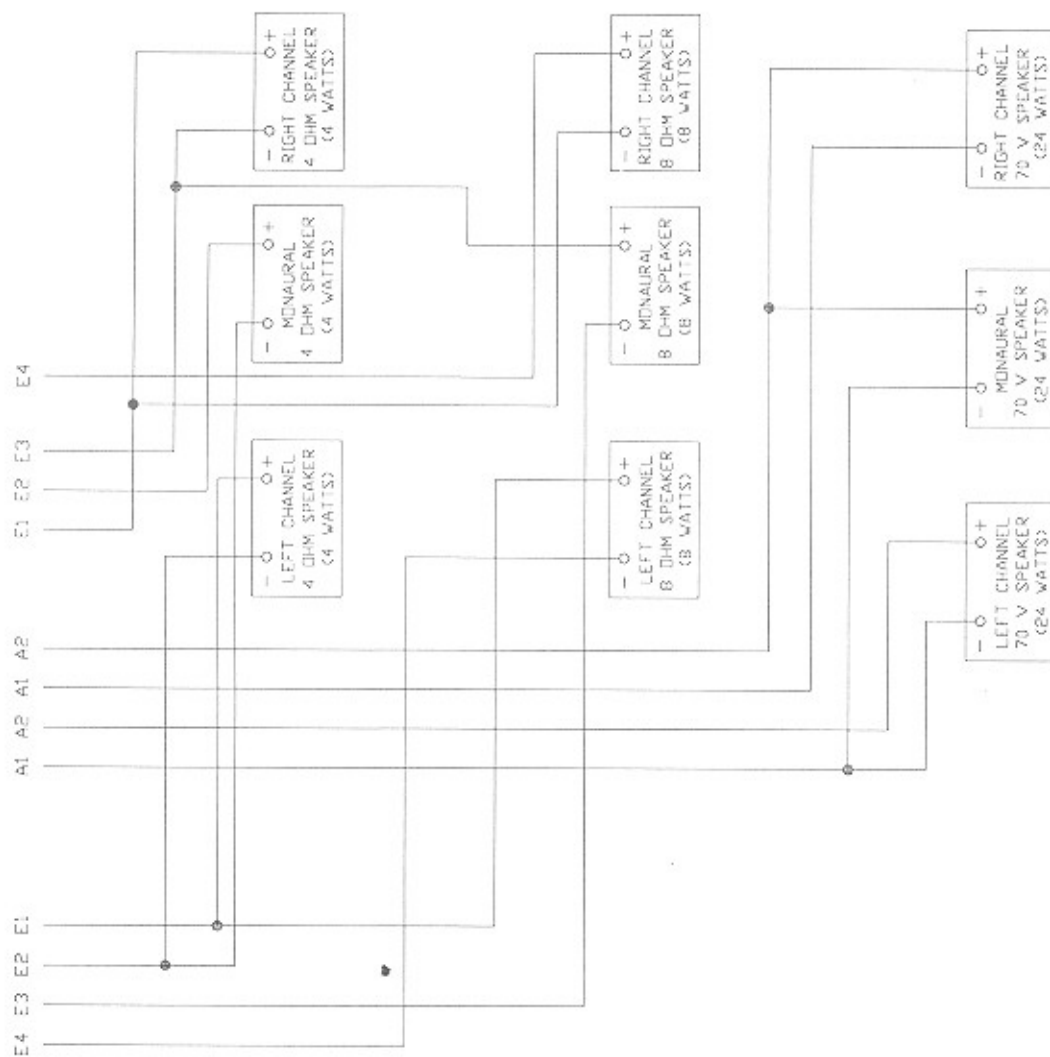 E4
E3
E2
E1
A2
A1
A2
A1
E1
E2
E3
E4
- +
RIGHT CHANNEL
4 OHM SPEAKER
(4 WATTS)
- +
MONAURAL
4 OHM SPEAKER
(4 WATTS)
- +
LEFT CHANNEL
4 OHM SPEAKER
(4 WATTS)
- +
RIGHT CHANNEL
8 OHM SPEAKER
(8 WATTS)
- +
MONAURAL
8 OHM SPEAKER
(8 WATTS)
- +
LEFT CHANNEL
8 OHM SPEAKER
(8 WATTS)
- +
RIGHT CHANNEL
70 V SPEAKER
(24 WATTS)
- +
MONAURAL
70 V SPEAKER
(24 WATTS)
- +
LEFT CHANNEL
70 V SPEAKER
(24 WATTS)